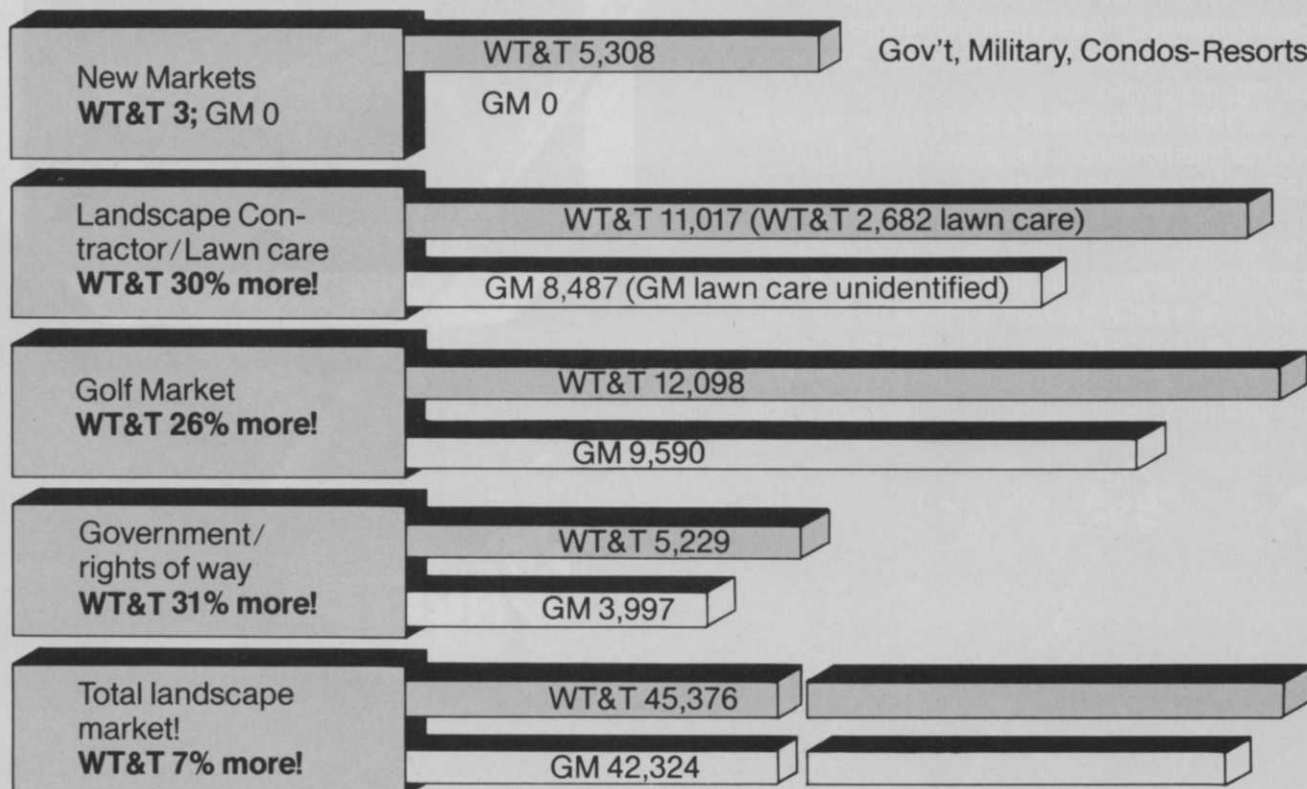 New Markets
WT&T 3; GM 0
WT&T 5,308
Gov't, Military, Condos-Resorts
GM 0
Landscape Con-
tractor/Lawn care
WT&T 30% more!
WT&T 11,017 (WT&T 2,682 lawn care)
GM 8,487 (GM lawn care unidentified)
Golf Market
WT&T 26% more!
WT&T 12,098
GM 9,590
Government/
rights of way
WT&T 31% more!
WT&T 5,229
GM 3,997
Total landscape
market!
WT&T 7% more!
WT&T 45,376
GM 42,324